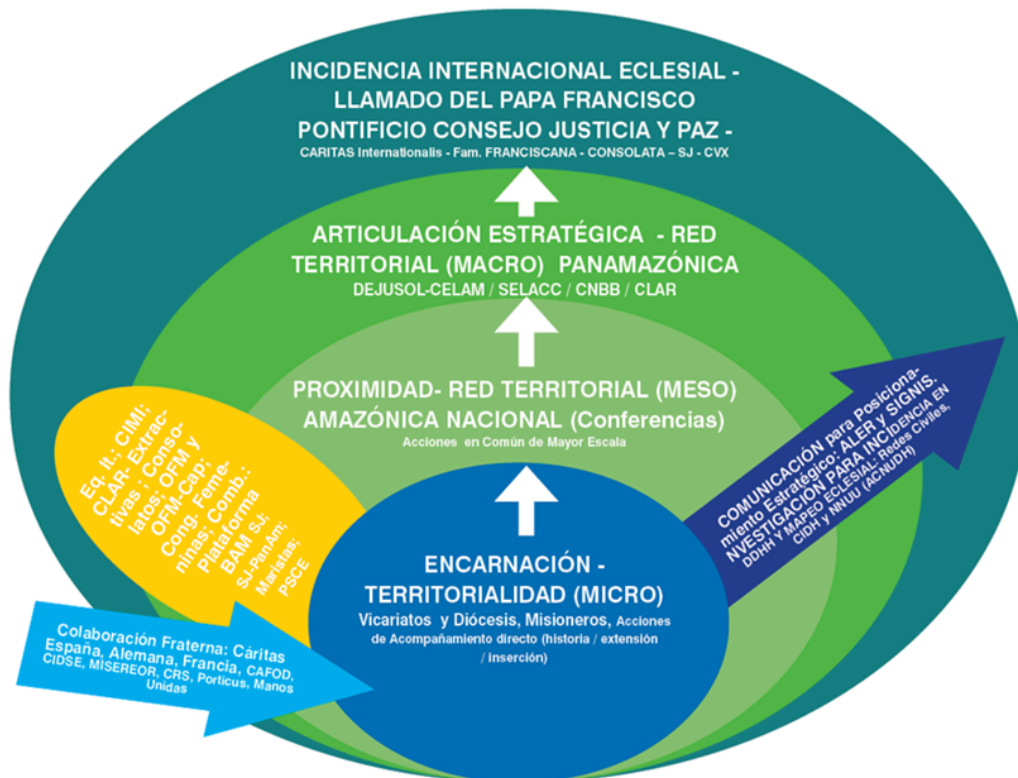 INCIDENCIA INTERNACIONAL ECLESIAL -
LLAMADO DEL PAPA FRANCISCO
PONTIFICIO CONSEJO JUSTICIA Y PAZ -
CARITAS Internationalis - Fam. FRANCISCANA - CONSOLATA – SJ - CVX
ARTICULACIÓN ESTRATÉGICA - RED
TERRITORIAL (MACRO) PANAMAZÓNICA
DEJUSOL-CELAM / SELACC / CNBB / CLAR
PROXIMIDAD- RED TERRITORIAL (MESO)
AMAZÓNICA NACIONAL (Conferencias)
Acciones en Común de Mayor Escala
Eq. It.; CIMI;
CLAR- Extrac-
tivas ; Conso-
latos; OFM y
OFM-Cap;
Cong. Feme-
ninas; Comb.:
Plataforma
BAM SJ;
SJ-PanAm;
Maristas;
PSCE
COMUNICACIÓN para Posiciona-
miento Estratégico: ALER y SIGNIS.
NVESTIGACIÓN PARA INCIDENCIA EN
DDHH Y MAPEO ECLESIAL: Redes Civiles,
CIDH y NNUU (ACNUDH)
ENCARNACIÓN -
TERRITORIALIDAD (MICRO)
Vicariatos y Diócesis, Misioneros, Acciones
de Acompañamiento directo (historia / extensión
/ inserción)
Colaboración Fraterna: Cáritas
España, Alemana, Francia, CAFOD,
CIDSE, MISEREOR, CRS, Porticus, Manos
Unidas